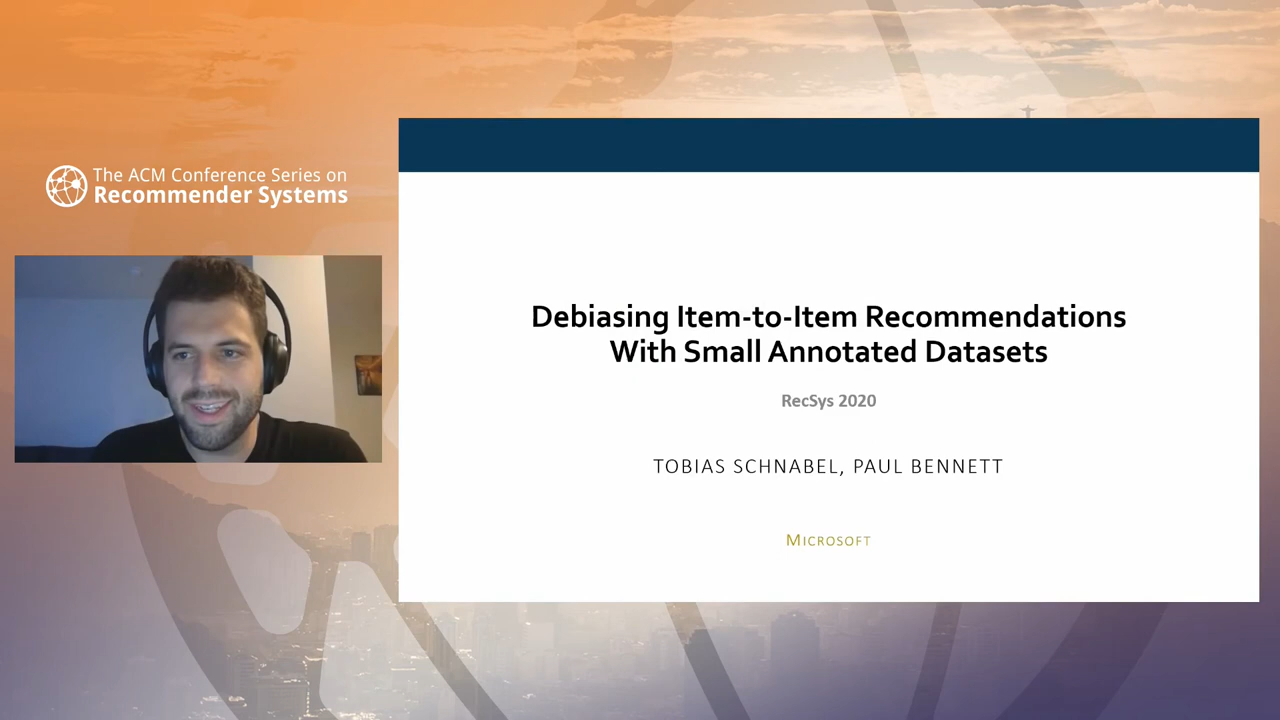 The ACM Conference Series on
Recommender Systems
Debiasing Item-to-Item Recommendations
With Small Annotated Datasets
RecSys 2020
TOBIAS SCHNABEL, PAUL BENNETT
MICROSOFT